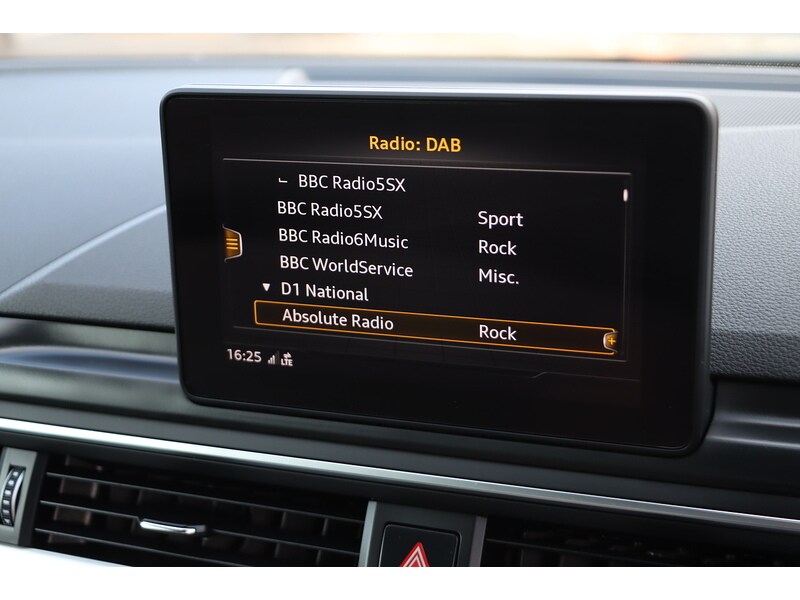 Radio: DAB
BBC Radio5SX
BBC Radio5SX Sport
BBC Radio6Music Rock
BBC WorldService Misc.
D1 National
Absolute Radio Rock
16:25 LTE